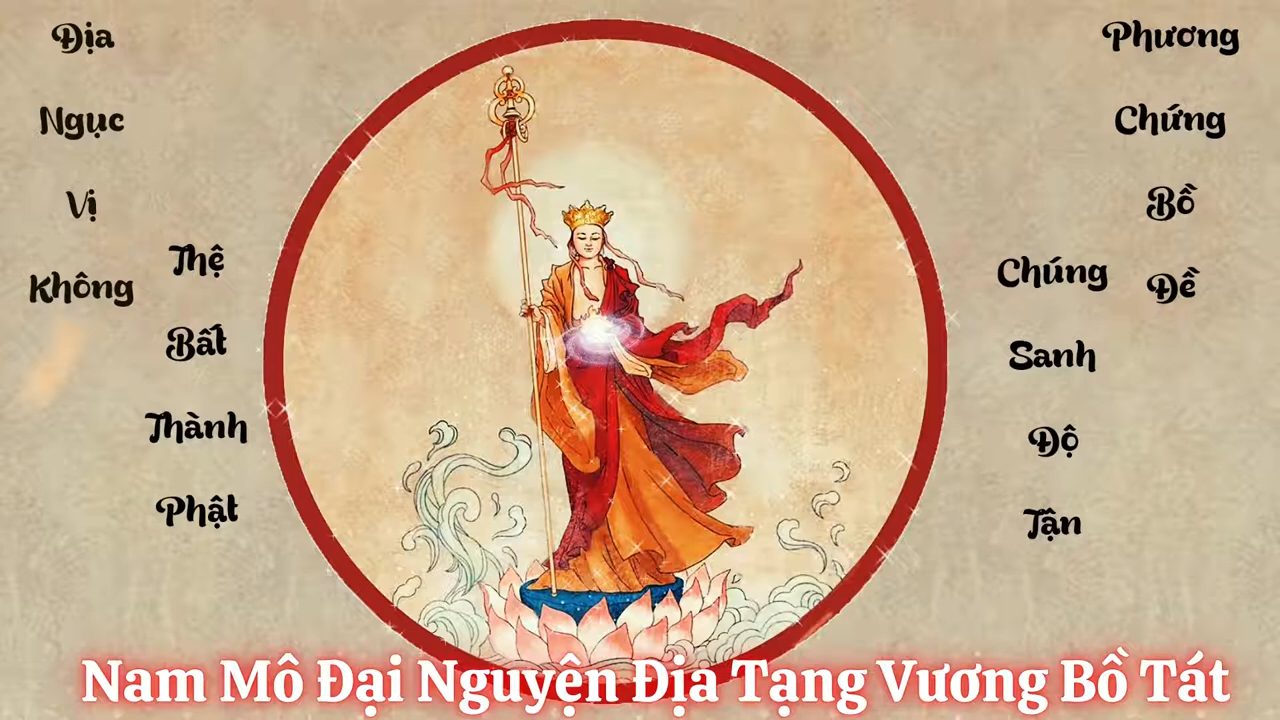 Địa
Ngục
Vị
Không
Thệ
Bất
Thành
Phật
Chúng
Sanh
Độ
Tận
Phương
Chứng
Bồ
Đề
Nam Mô Đại Nguyện Địa Tạng Vương Bồ Tát